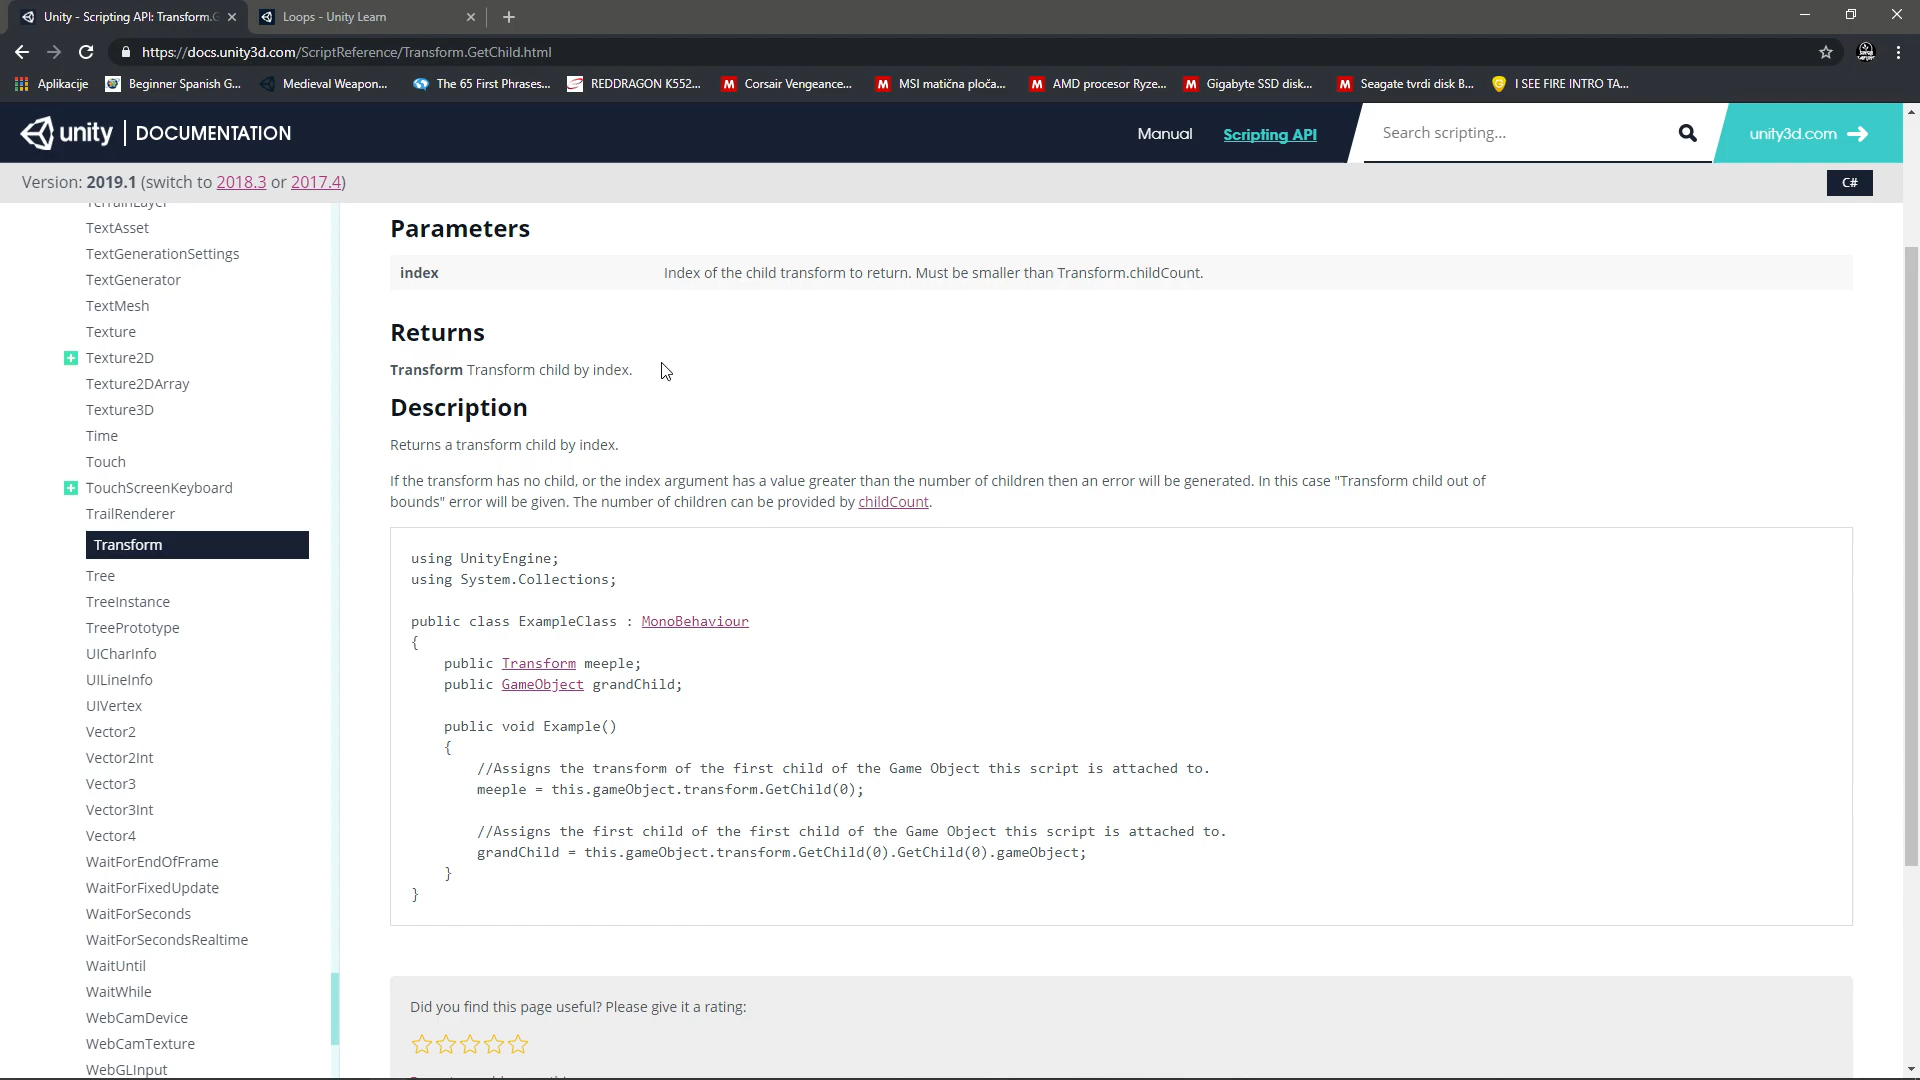 Unity - Scripting API: Transform.G
Loops - Unity Learn
https://docs.unity3d.com/ScriptReference/Transform.GetChild.html
Aplikacije
Beginner Spanish G...
Medieval Weapon...
The 65 First Phrases...
REDDRAGON K552...
Corsair Vengeance...
MSI matična ploča...
AMD procesor Ryze...
Gigabyte SSD disk...
Seagate tvrdi disk B...
I SEE FIRE INTRO TA...
unity | DOCUMENTATION
Manual
Scripting API
Search scripting...
unity3d.com
Version: 2019.1 (switch to 2018.3 or 2017.4)
C#
TerrainLayer
TextAsset
TextGenerationSettings
TextGenerator
TextMesh
Texture
Texture2D
Texture2DArray
Texture3D
Time
Touch
TouchScreenKeyboard
TrailRenderer
Transform
Tree
TreeInstance
TreePrototype
UICharInfo
UILineInfo
UIVertex
Vector2
Vector2Int
Vector3
Vector3Int
Vector4
WaitForEndOfFrame
WaitForFixedUpdate
WaitForSeconds
WaitForSecondsRealtime
WaitUntil
WaitWhile
WebCamDevice
WebCamTexture
WebGLInput
Parameters
index Index of the child transform to return. Must be smaller than Transform.childCount.
Returns
Transform Transform child by index.
Description
Returns a transform child by index.
If the transform has no child, or the index argument has a value greater than the number of children then an error will be generated. In this case "Transform child out of
bounds" error will be given. The number of children can be provided by childCount.
using UnityEngine;
using System.Collections;
public class ExampleClass : MonoBehaviour
{
public Transform meeple;
public GameObject grandChild;
public void Example()
{
//Assigns the transform of the first child of the Game Object this script is attached to.
meeple = this.gameObject.transform.GetChild(0);
//Assigns the first child of the first child of the Game Object this script is attached to.
grandChild = this.gameObject.transform.GetChild(0).GetChild(0).gameObject;
}
}
Did you find this page useful? Please give it a rating: